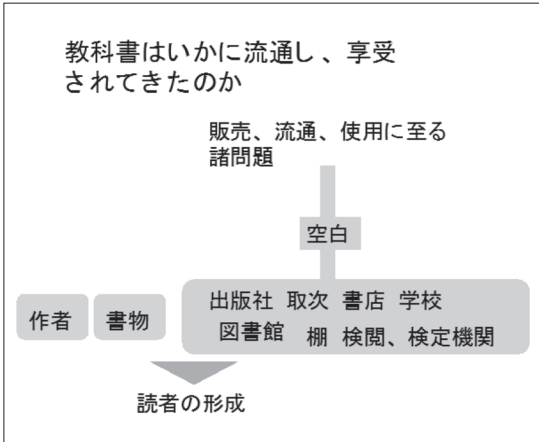 教科書はいかに流通し、享受
されてきたのか
販売、流通、使用に至る
諸問題
空白
作者
書物
出版社 取次 書店 学校
図書館 棚 検閲、検定機関
読者の形成